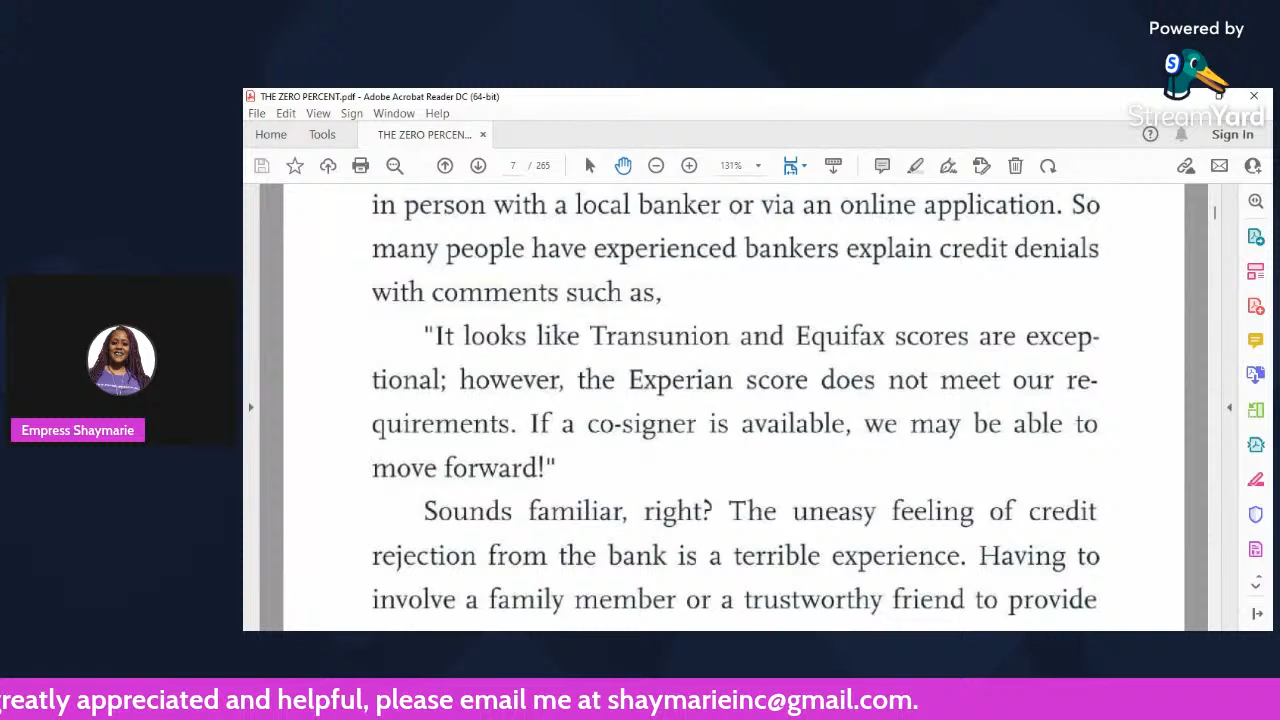 Powered by
StreamYard
THE ZERO PERCENT.pdf - Adobe Acrobat Reader DC (64-bit)
File Edit View Sign Window Help
Home Tools THE ZERO PERCEN... ×
Sign In
7 / 265
131%
in person with a local banker or via an online application. So
many people have experienced bankers explain credit denials
with comments such as,
"It looks like Transunion and Equifax scores are excep-
tional; however, the Experian score does not meet our re-
quirements. If a co-signer is available, we may be able to
move forward!"
Sounds familiar, right? The uneasy feeling of credit
rejection from the bank is a terrible experience. Having to
involve a family member or a trustworthy friend to provide
Empress Shaymarie
greatly appreciated and helpful, please email me at shaymarieinc@gmail.com.